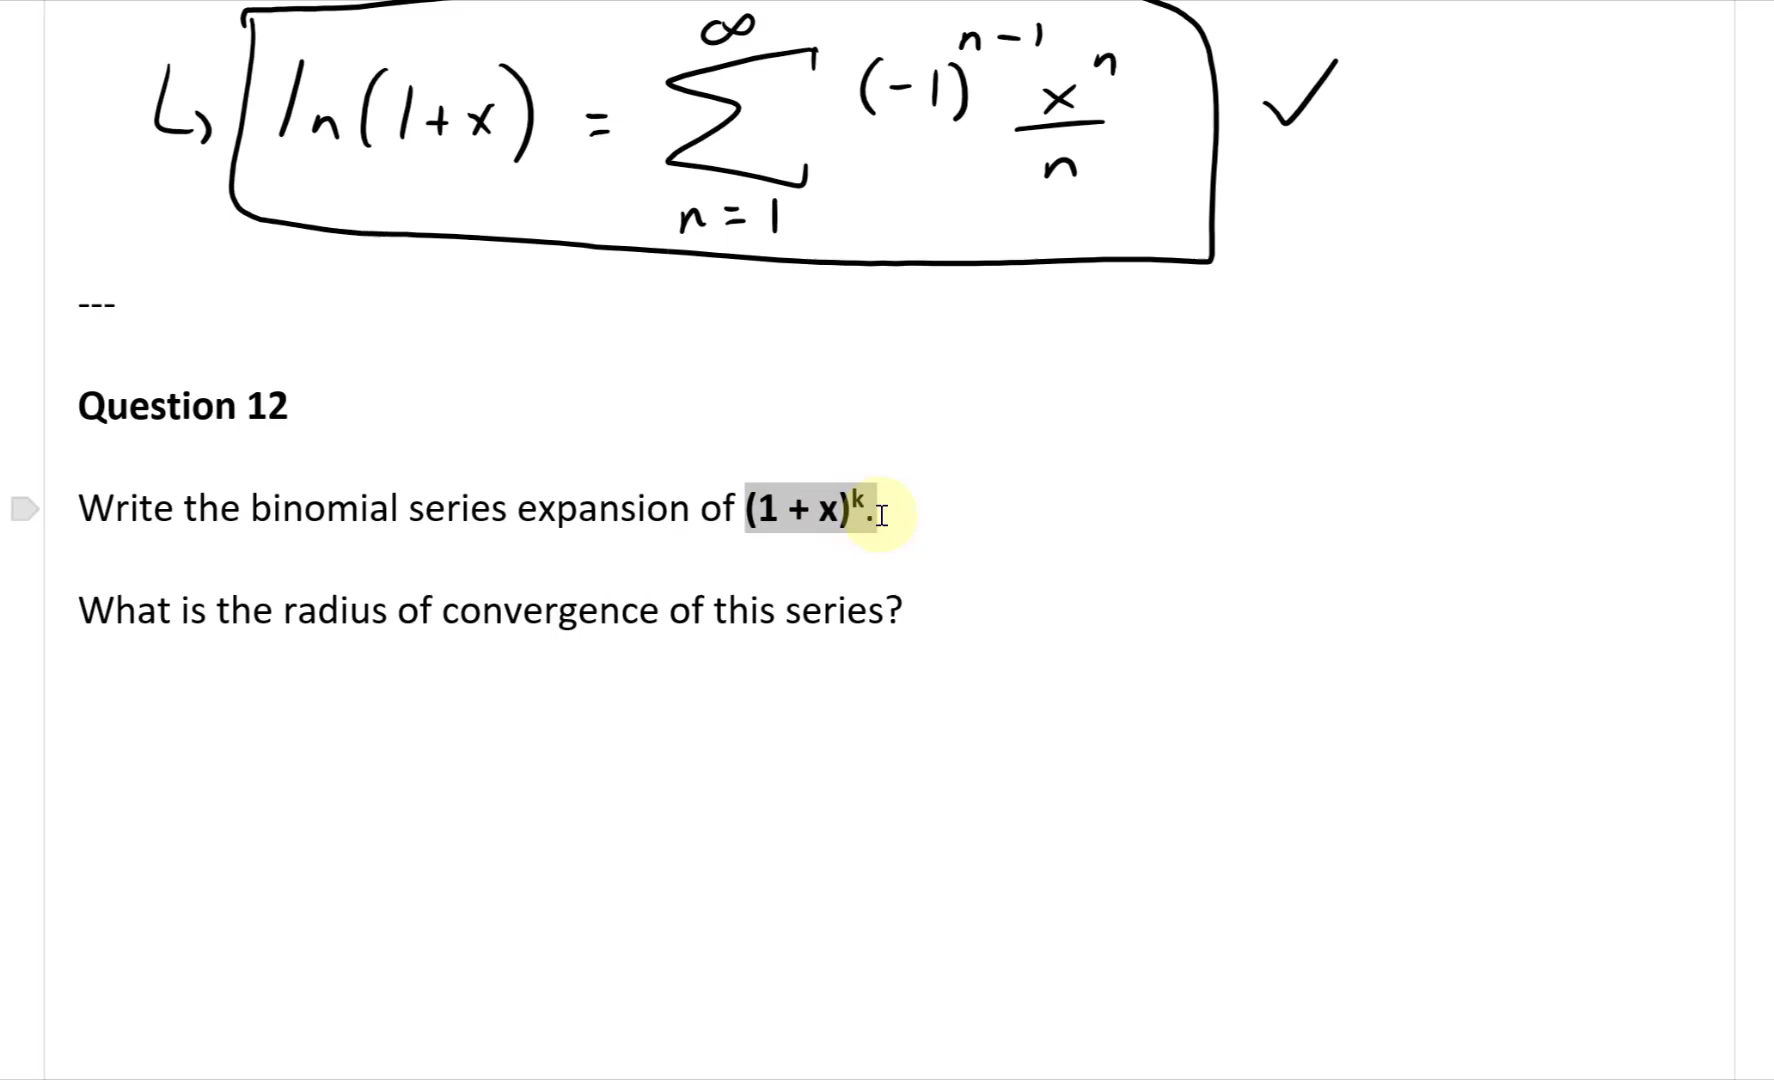 ↳ ln(1+x) = ∞ ∑ n=1 (-1)^{n-1} x^n / n ✓
---
Question 12
Write the binomial series expansion of (1 + x)ᵏ.
What is the radius of convergence of this series?